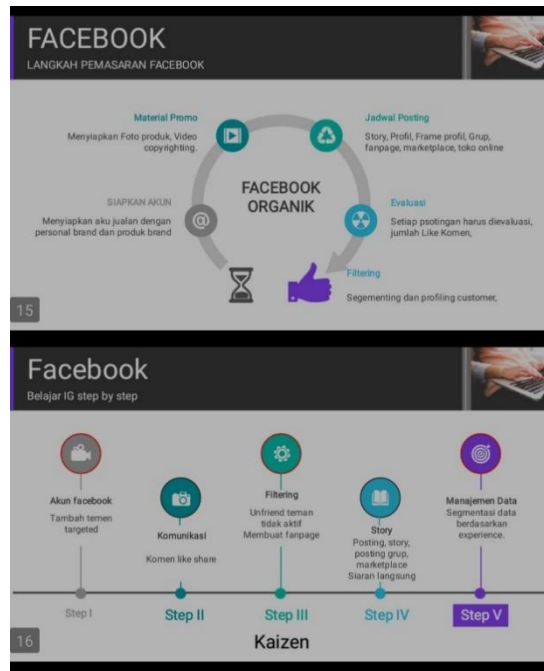 FACEBOOK
LANGKAH PEMASARAN FACEBOOK
Material Promo
Menyiapkan Foto produk, Video
copyrighting.
Jadwal Posting
Story, Profil, Frame profil, Grup,
fanpage, marketplace, toko online
SIAPKAN AKUN
Menyiapkan aku jualan dengan
personal brand dan produk brand
@
FACEBOOK
ORGANIK
Evaluasi
Setiap psotingan harus dievaluasi,
jumlah Like Komen,
Filtering
Segementing dan profiling customer,
15
Facebook
Belajar IG step by step
Akun facebook
Tambah temen
targeted
Step I
Komunikasi
Komen like share
Step II
Filtering
Unfriend teman
tidak aktif
Membuat fanpage
Step III
Story
Posting, story,
posting grup,
marketplace
Siaran langsung
Step IV
Manajemen Data
Segmentasi data
berdasarkan
experience.
Step V
16
Kaizen